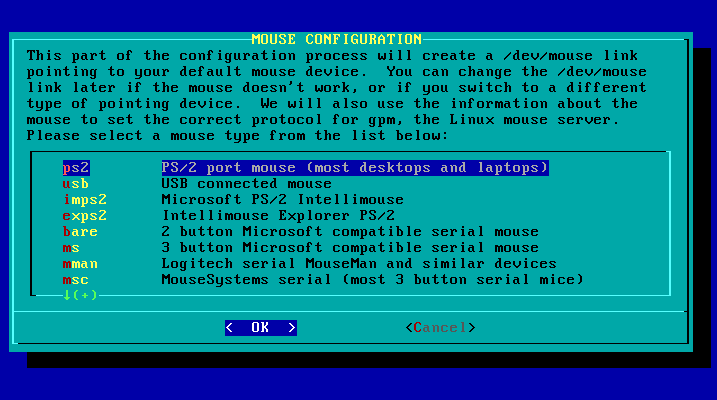 MOUSE CONFIGURATION
This part of the configuration process will create a /dev/mouse link
pointing to your default mouse device.  You can change the /dev/mouse
link later if the mouse doesn't work, or if you switch to a different
type of pointing device.  We will also use the information about the
mouse to set the correct protocol for gpm, the Linux mouse server.
Please select a mouse type from the list below:
ps2 PS/2 port mouse (most desktops and laptops)
usb USB connected mouse
imps2 Microsoft PS/2 Intellimouse
exps2 Intellimouse Explorer PS/2
bare 2 button Microsoft compatible serial mouse
ms 3 button Microsoft compatible serial mouse
mman Logitech serial MouseMan and similar devices
msc MouseSystems serial (most 3 button serial mice)
↓(+)
<  OK  > <Cancel>